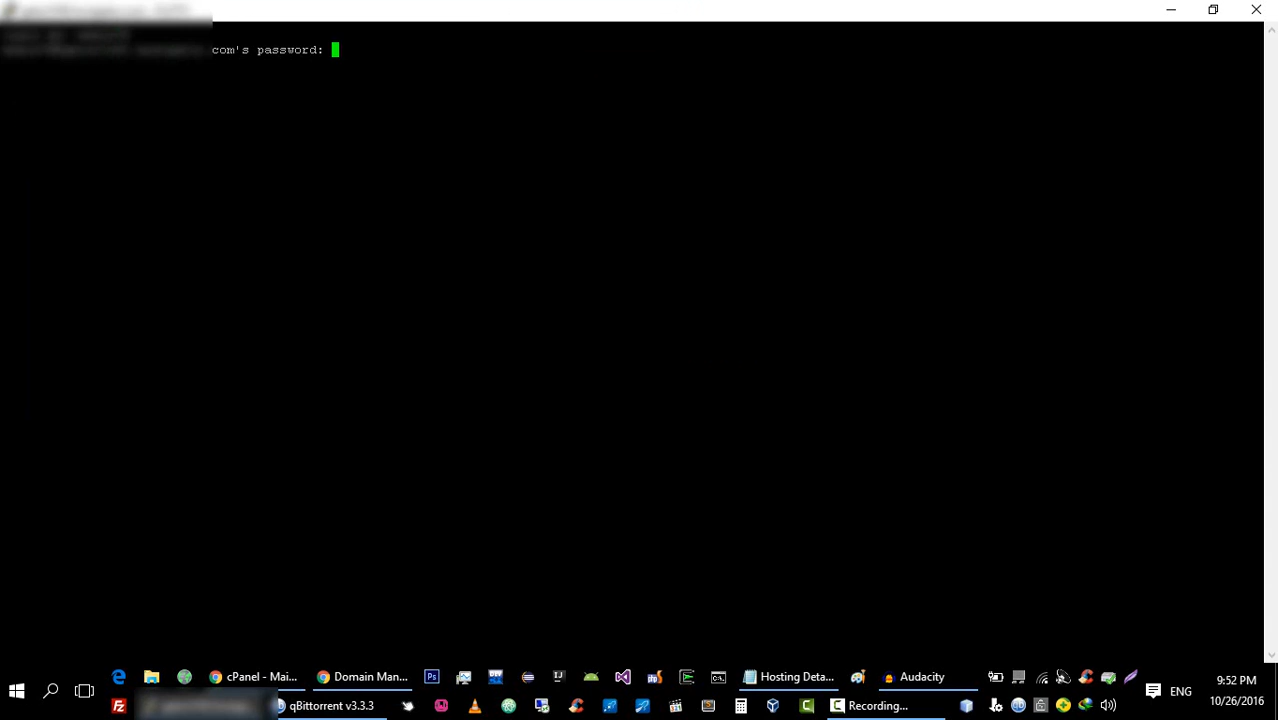 com's password:
cPanel - Mai...
Domain Man...
Hosting Deta...
Audacity
qBittorrent v3.3.3
Recording...
ENG
9:52 PM
10/26/2016